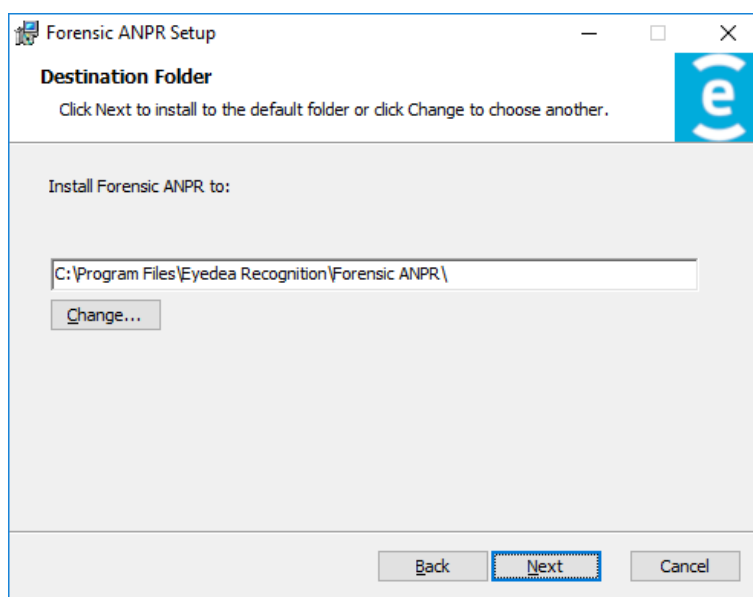 Forensic ANPR Setup
Destination Folder
Click Next to install to the default folder or click Change to choose another.
e
Install Forensic ANPR to:
C:\Program Files\Eyedea Recognition\Forensic ANPR\
Change...
Back Next Cancel